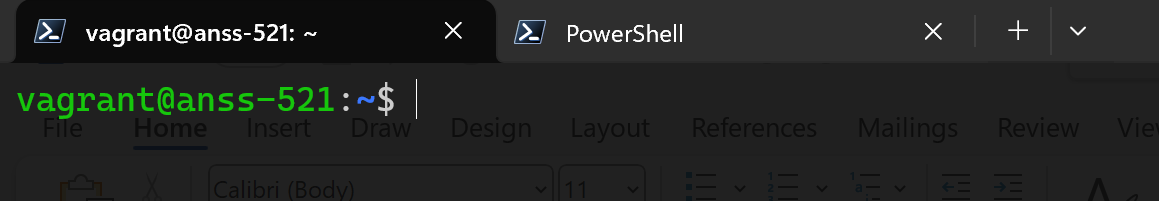 vagrant@anss-521: ~ PowerShell
vagrant@anss-521:~$
File Home Insert Draw Design Layout References Mailings Review Vie
Calibri (Body) 11